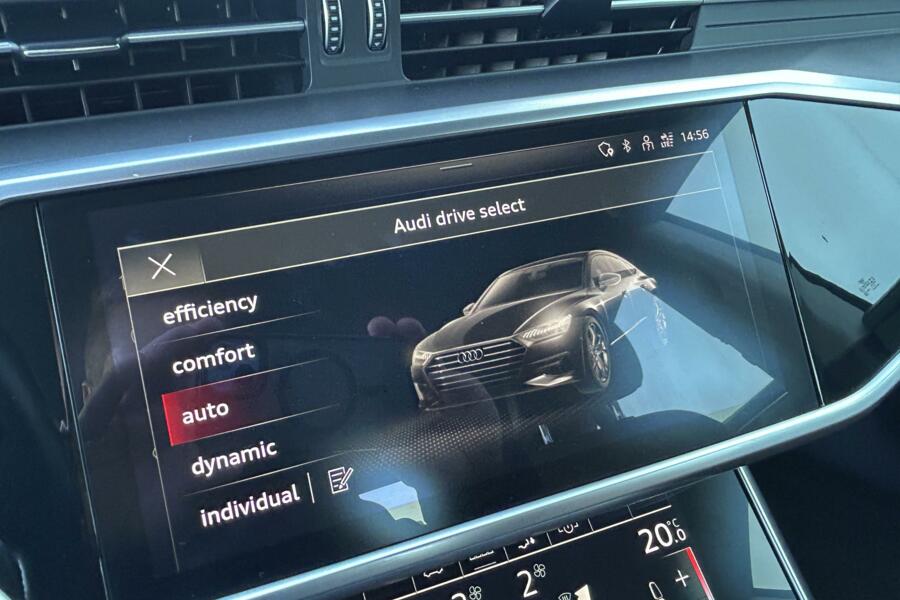 14:56
Audi drive select
efficiency
comfort
auto
dynamic
individual
20.0°C
2
+